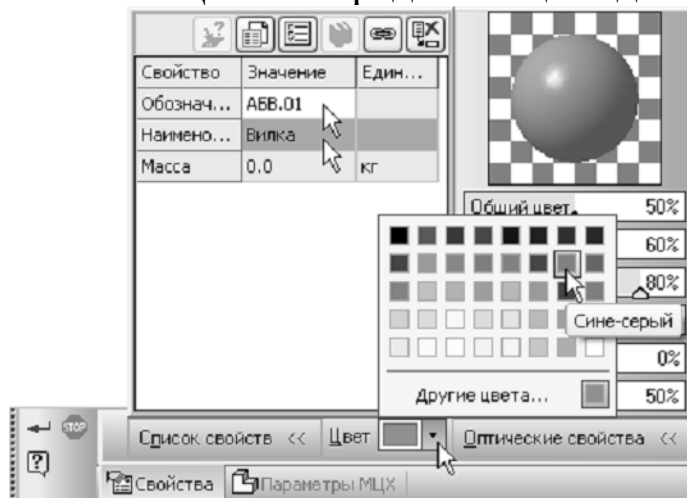 Свойство Значение Един...
Обознач... АБВ.01
Наимено... Вилка
Масса 0.0 кг
Общий цвет 50%
60%
80%
Сине-серый
0%
Другие цвета... 50%
STOP Список свойств << Цвет Оптические свойства <<
Свойства Параметры МЦХ